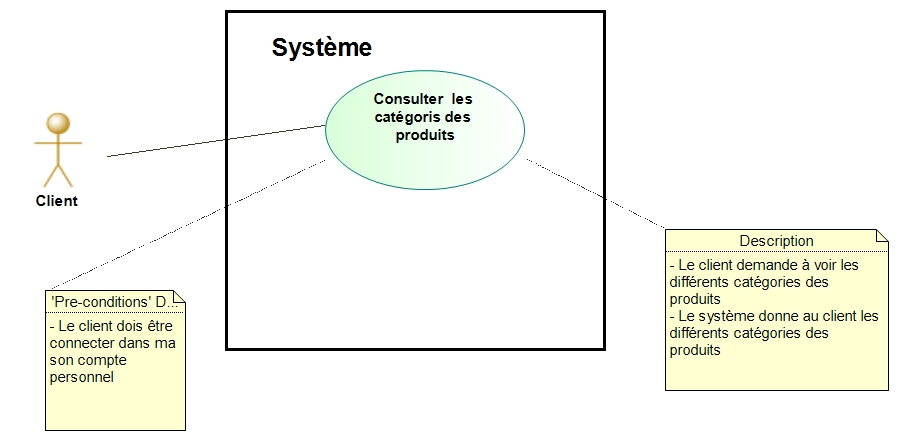 Système
Consulter les
catégoris des
produits
Client
Description
- Le client demande à voir les
différents catégories des
produits
- Le système donne au client les
différents catégories des
produits
'Pre-conditions' D...
- Le client dois être
connecter dans ma
son compte
personnel